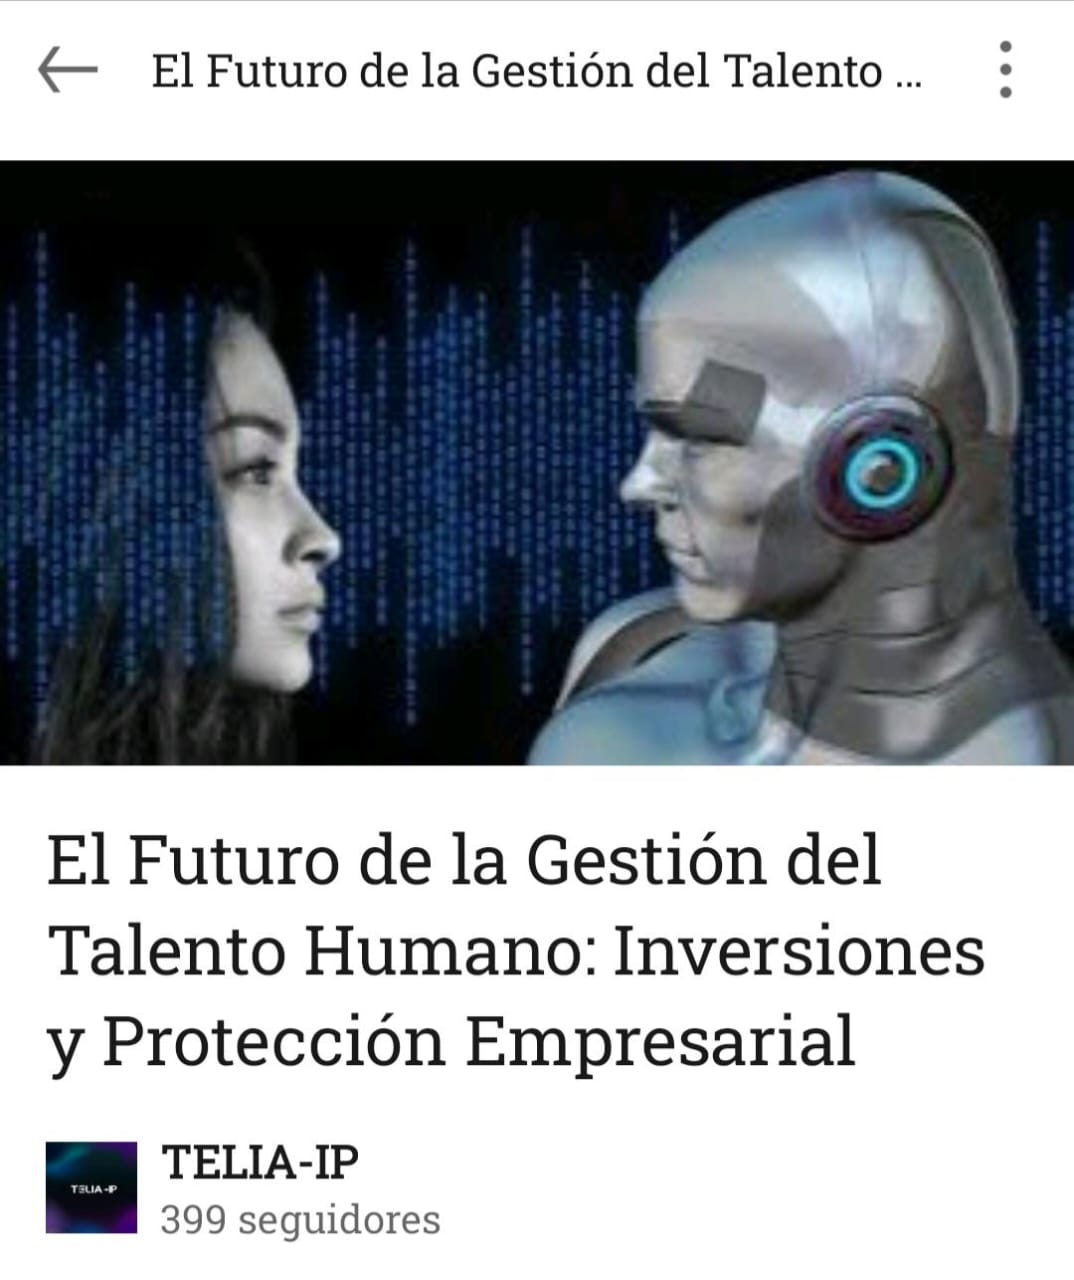 El Futuro de la Gestión del Talento ...
El Futuro de la Gestión del
Talento Humano: Inversiones
y Protección Empresarial
TELIA-IP
TELIA-IP
399 seguidores